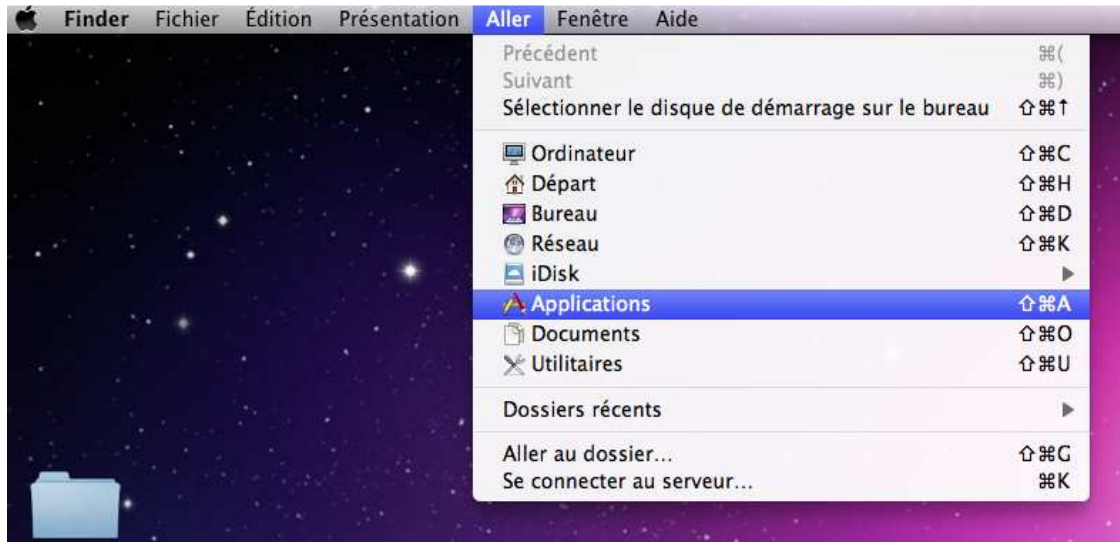 Finder Fichier Édition Présentation Aller Fenêtre Aide
Précédent ⌘(
Suivant ⌘)
Sélectionner le disque de démarrage sur le bureau ⇧⌘↑
Ordinateur ⇧⌘C
Départ ⇧⌘H
Bureau ⇧⌘D
Réseau ⇧⌘K
iDisk ▶
Applications ⇧⌘A
Documents ⇧⌘O
Utilitaires ⇧⌘U
Dossiers récents ▶
Aller au dossier... ⇧⌘G
Se connecter au serveur... ⌘K